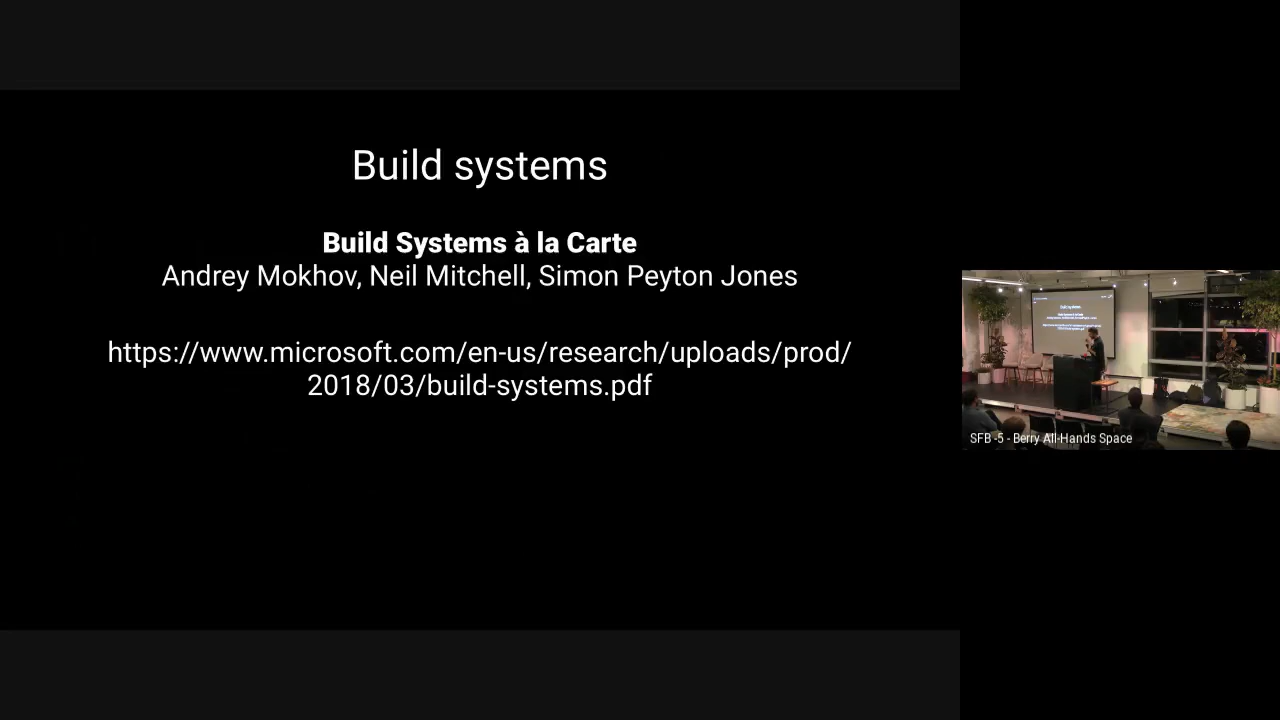 Build systems
Build Systems à la Carte
Andrey Mokhov, Neil Mitchell, Simon Peyton Jones
https://www.microsoft.com/en-us/research/uploads/prod/
2018/03/build-systems.pdf
SFB -5 - Berry All-Hands Space